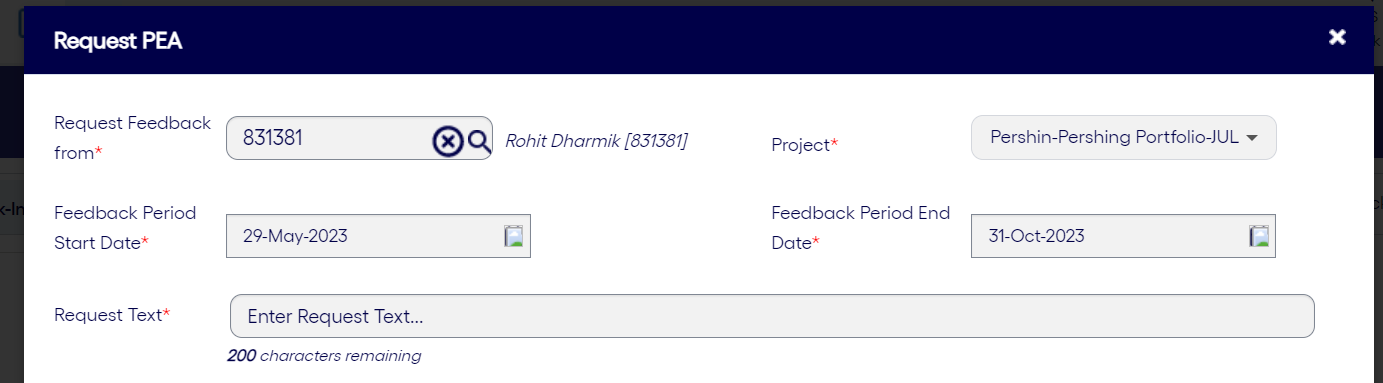 Request PEA
Request Feedback from*
831381
Rohit Dharmik [831381]
Project*
Pershin-Pershing Portfolio-JUL
Feedback Period Start Date*
29-May-2023
Feedback Period End Date*
31-Oct-2023
Request Text*
Enter Request Text...
200 characters remaining